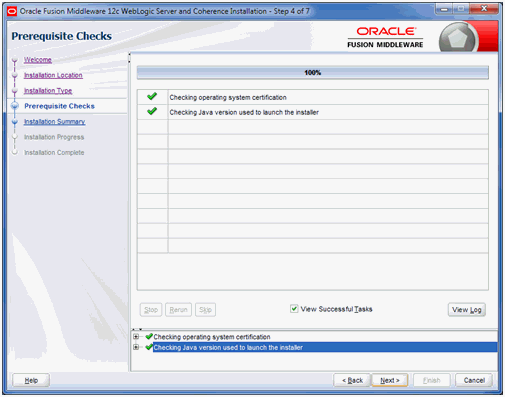 Oracle Fusion Middleware 12c WebLogic Server and Coherence Installation - Step 4 of 7
Prerequisite Checks
ORACLE
FUSION MIDDLEWARE
Welcome
Installation Location
Installation Type
Prerequisite Checks
Installation Summary
Installation Progress
Installation Complete
100%
Checking operating system certification
Checking Java version used to launch the installer
Stop
Rerun
Skip
View Successful Tasks
View Log
Checking operating system certification
Checking Java version used to launch the installer
Help
< Back
Next >
Finish
Cancel